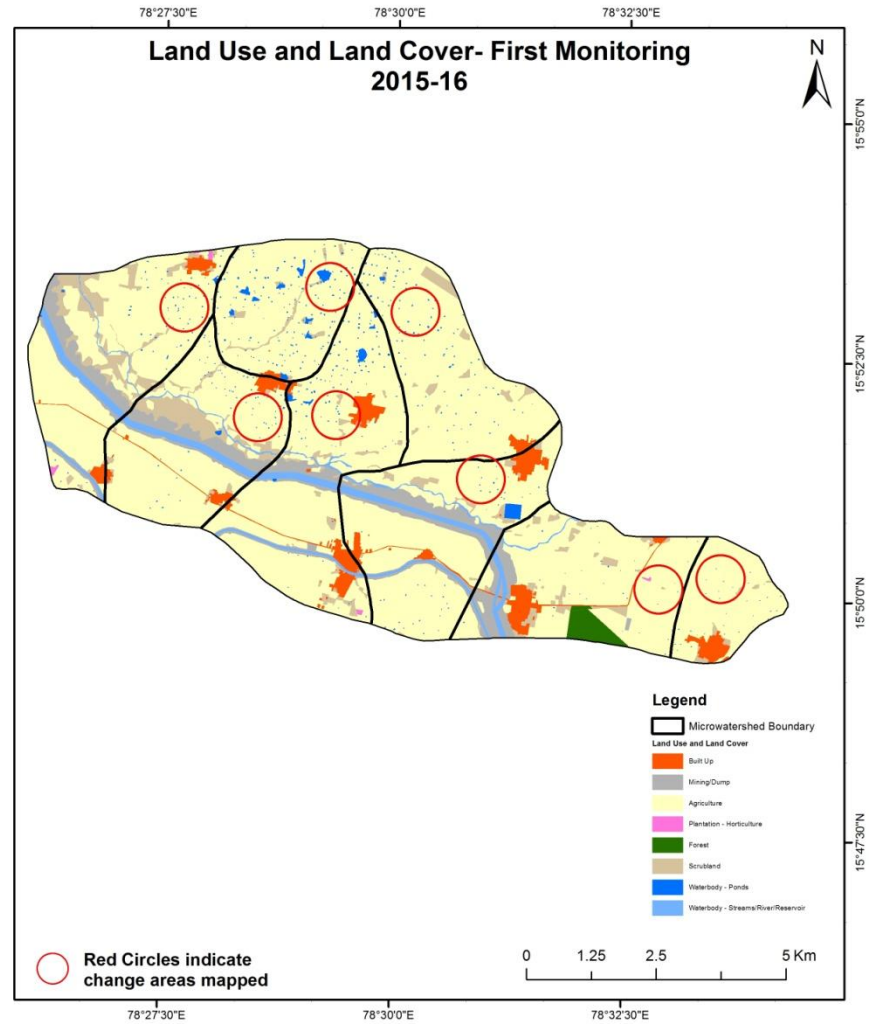 78°27'30"E 78°30'0"E 78°32'30"E
Land Use and Land Cover- First Monitoring
2015-16
N
15°55'0"N
15°52'30"N
15°50'0"N
Legend
Microwatershed Boundary
Land Use and Land Cover
Built Up
Mining/Dump
Agriculture
Plantation - Horticulture
Forest
Scrubland
Waterbody - Ponds
Waterbody - Streams/River/Reservoir
15°47'30"N
Red Circles indicate
change areas mapped
0 1.25 2.5 5 Km
78°27'30"E 78°30'0"E 78°32'30"E